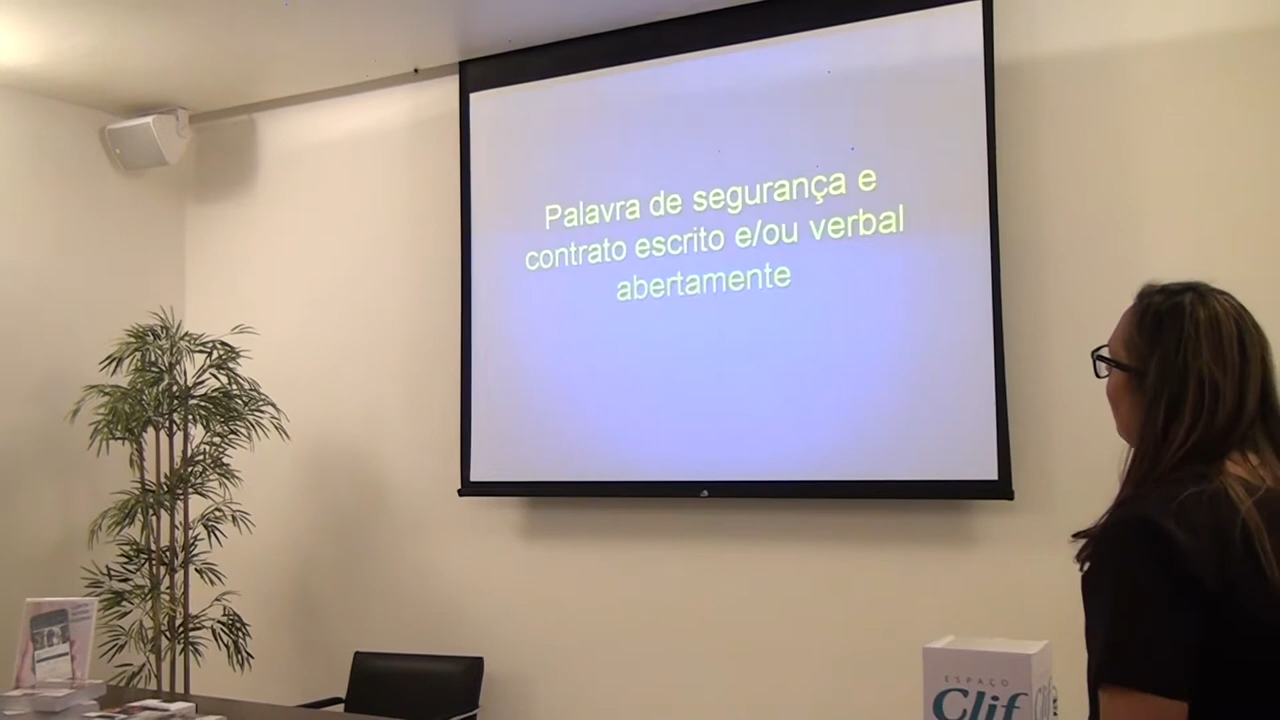 Palavra de segurança e
contrato escrito e/ou verbal
abertamente
ESPAÇO
Clif